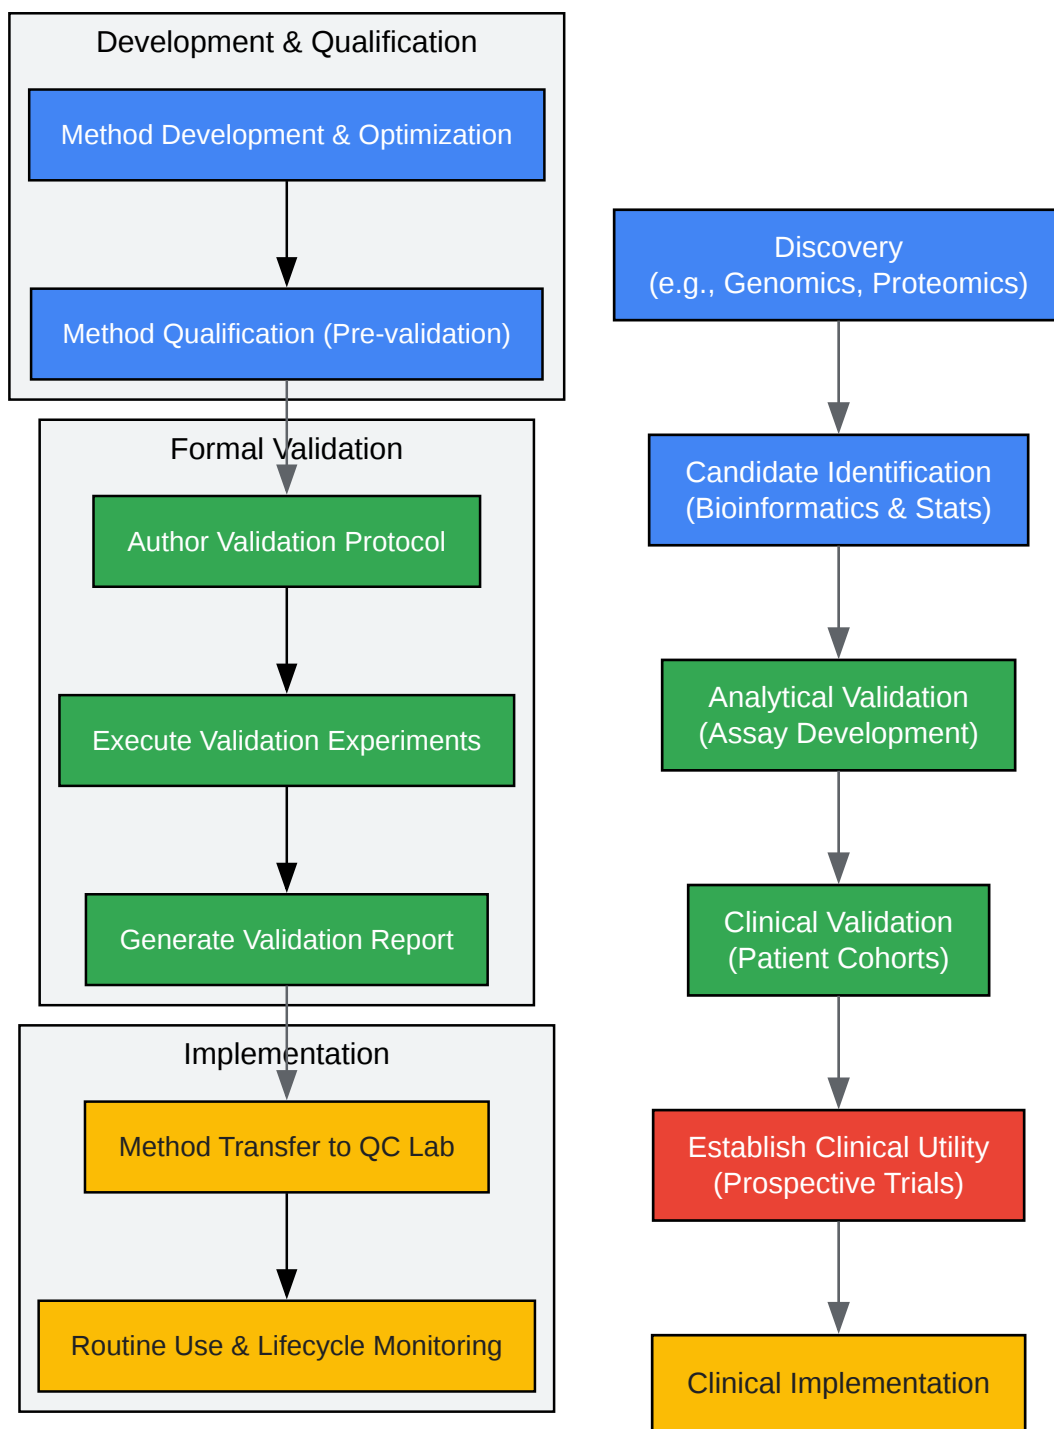 Development & Qualification
Method Development & Optimization
Method Qualification (Pre-validation)
Formal Validation
Author Validation Protocol
Execute Validation Experiments
Generate Validation Report
Implementation
Method Transfer to QC Lab
Routine Use & Lifecycle Monitoring
Discovery
(e.g., Genomics, Proteomics)
Candidate Identification
(Bioinformatics & Stats)
Analytical Validation
(Assay Development)
Clinical Validation
(Patient Cohorts)
Establish Clinical Utility
(Prospective Trials)
Clinical Implementation